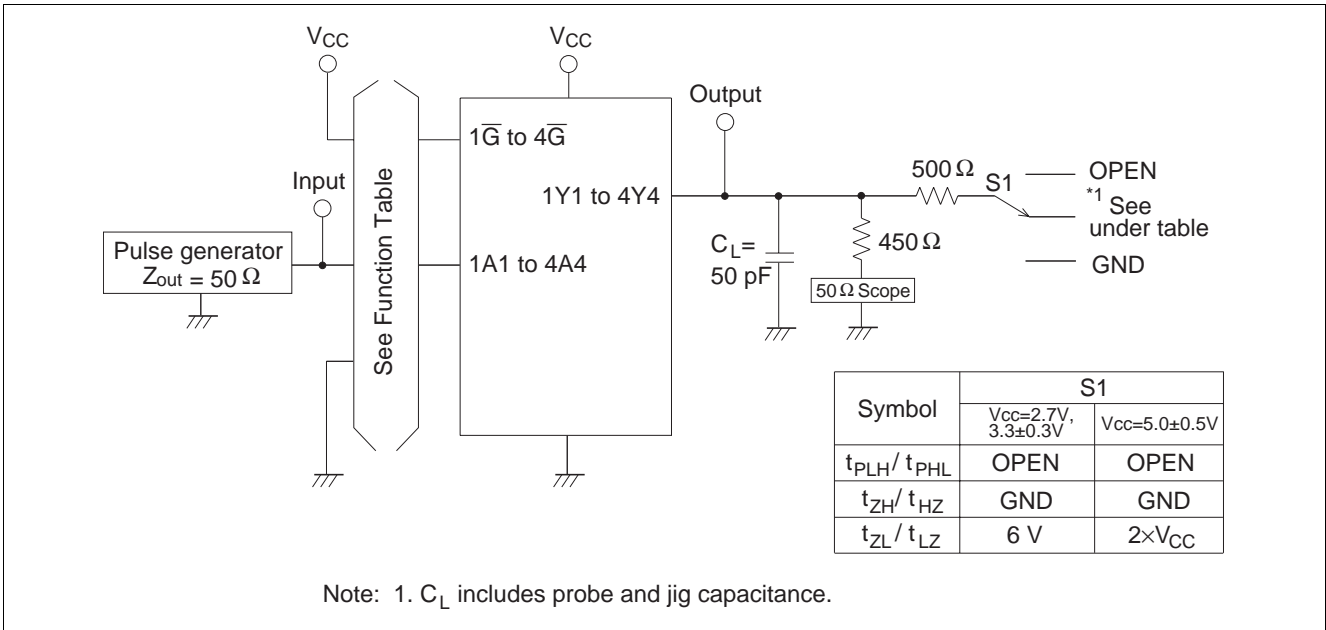 VCC
VCC
Output
1G̅ to 4G̅
Input
500 Ω
S1
OPEN
*1 See
under table
GND
See Function Table
1Y1 to 4Y4
Pulse generator
Zout = 50 Ω
1A1 to 4A4
CL=
50 pF
450 Ω
50 Ω Scope
Symbol
S1
Vcc=2.7V,
3.3±0.3V
Vcc=5.0±0.5V
tPLH/ tPHL OPEN OPEN
tZH/ tHZ GND GND
tZL/ tLZ 6 V 2×VCC
Note: 1. CL includes probe and jig capacitance.